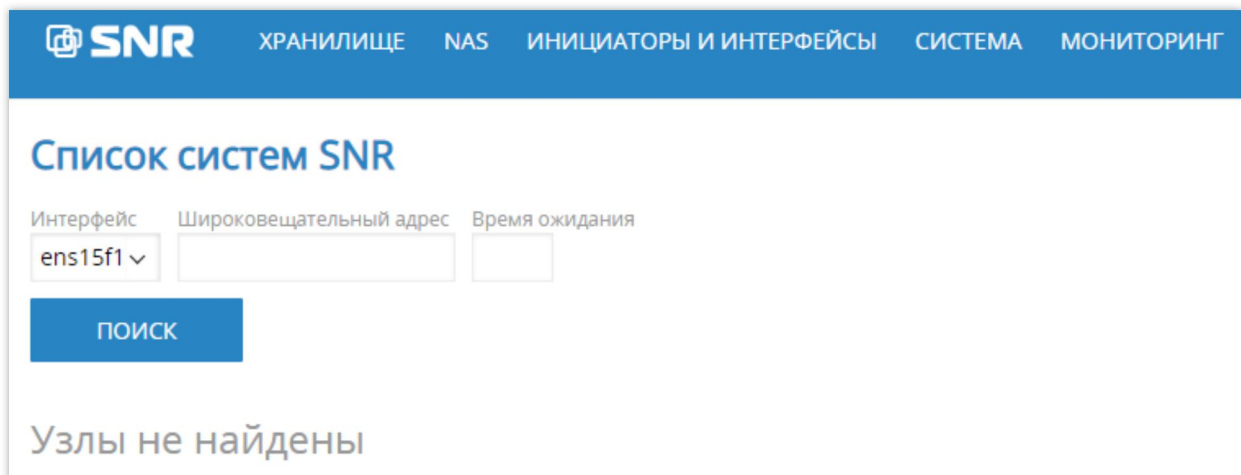 SNR ХРАНИЛИЩЕ NAS ИНИЦИАТОРЫ И ИНТЕРФЕЙСЫ СИСТЕМА МОНИТОРИНГ
Список систем SNR
Интерфейс Широковещательный адрес Время ожидания
ens15f1
ПОИСК
Узлы не найдены